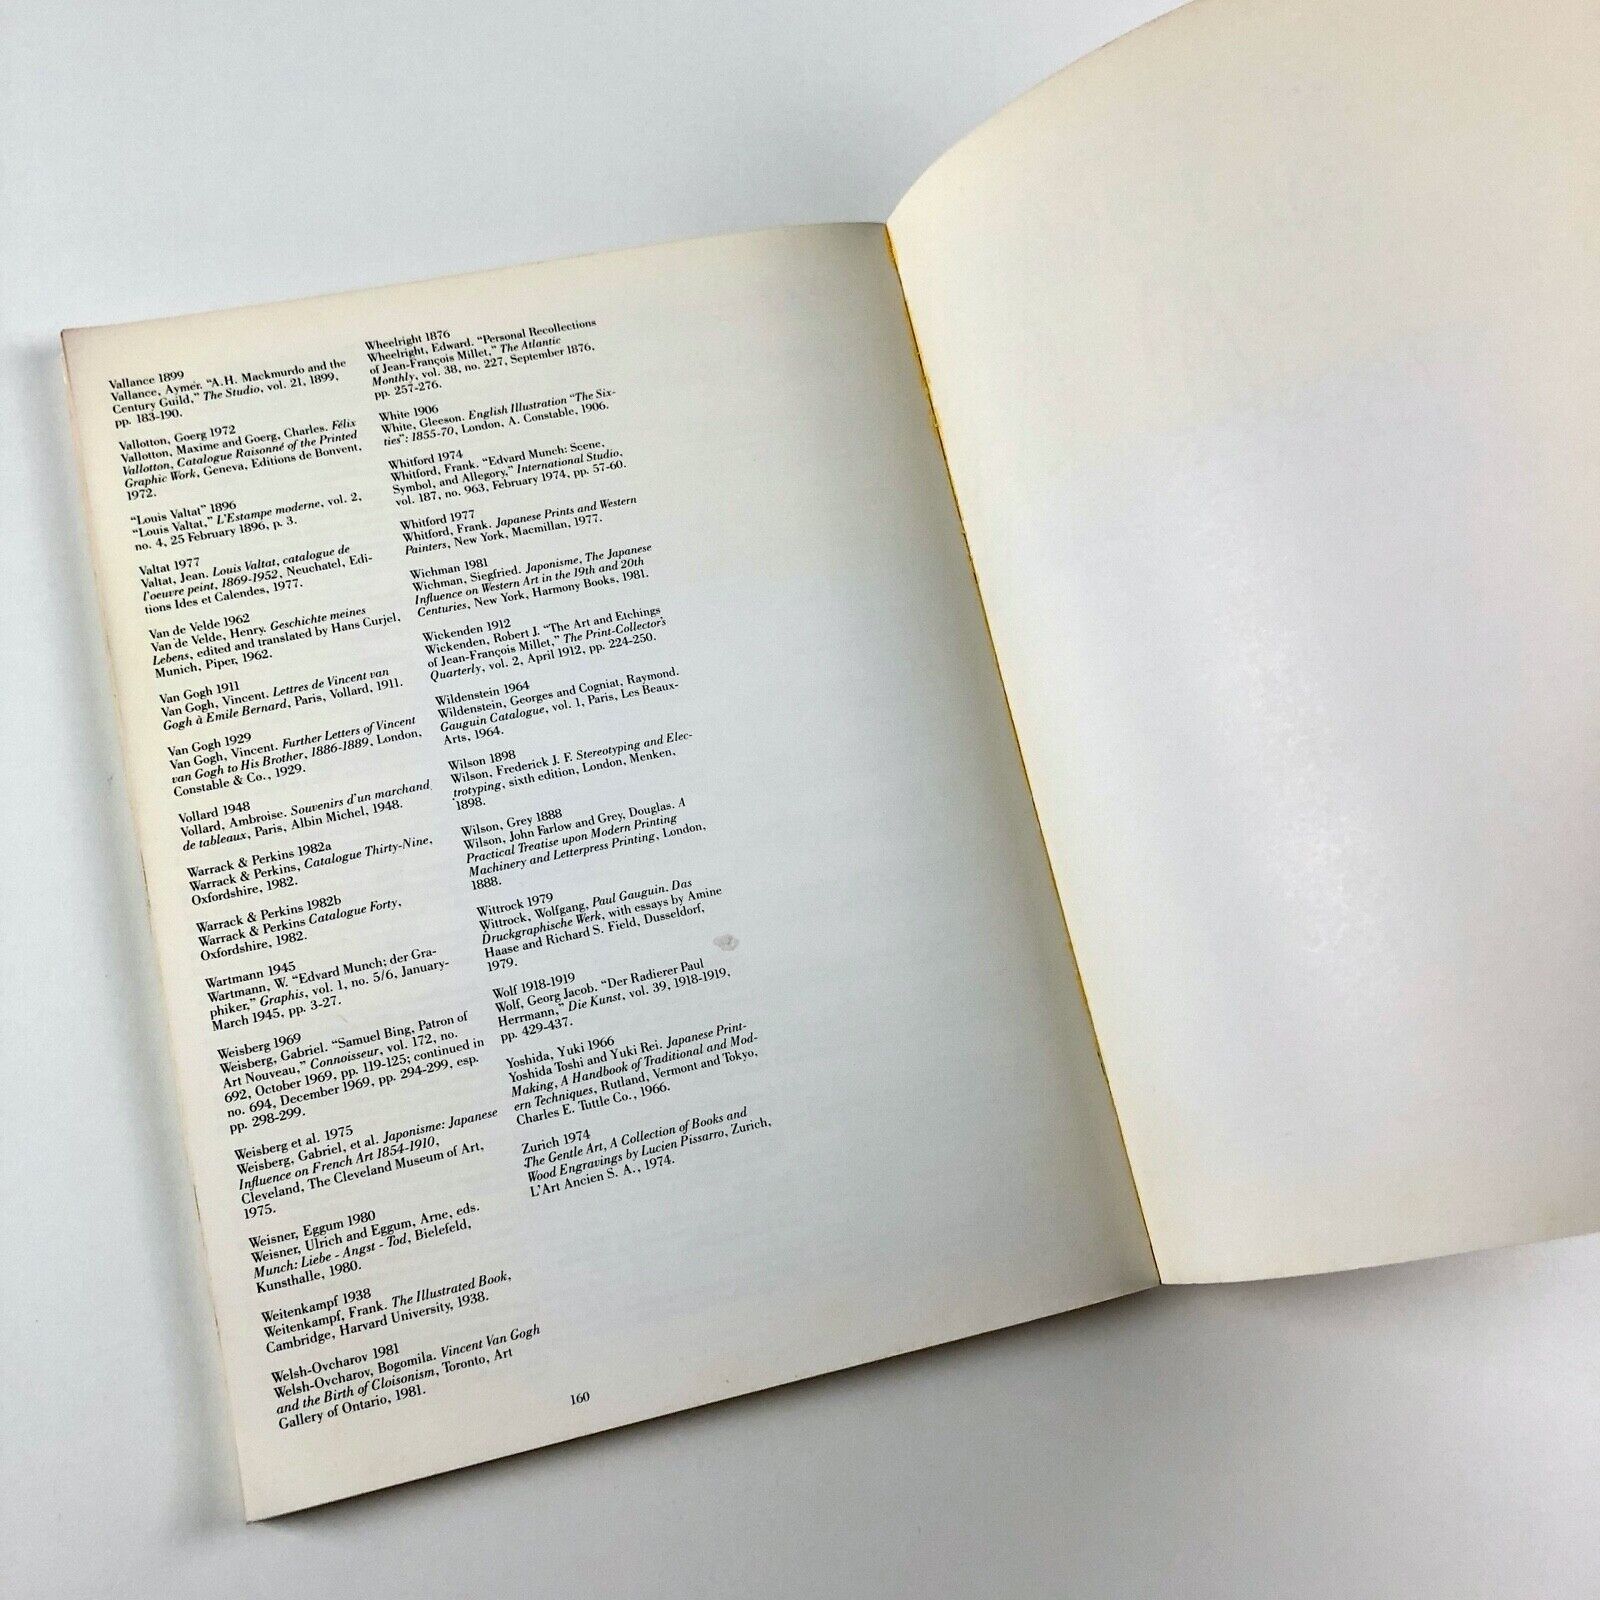 Vallance 1899
Vallance, Aymer. “A.H. Mackmurdo and the
Century Guild,” The Studio, vol. 21, 1899,
pp. 183-190.
Vallotton, Goerg 1972
Vallotton, Maxime and Goerg, Charles. Félix
Vallotton, Catalogue Raisonné of the Printed
Graphic Work, Geneva, Editions de Bonvent,
1972.
“Louis Valtat” 1896
“Louis Valtat,” L’Estampe moderne, vol. 2,
no. 4, 25 February 1896, p. 3.
Valtat 1977
Valtat, Jean. Louis Valtat, catalogue de
l’oeuvre peint, 1869-1952, Neuchatel, Edi-
tions Ides et Calendes, 1977.
Van de Velde 1962
Van de Velde, Henry. Geschichte meines
Lebens, edited and translated by Hans Curjel,
Munich, Piper, 1962.
Van Gogh 1911
Van Gogh, Vincent. Lettres de Vincent van
Gogh à Emile Bernard, Paris, Vollard, 1911.
Van Gogh 1929
Van Gogh, Vincent. Further Letters of Vincent
van Gogh to His Brother, 1886-1889, London,
Constable & Co., 1929.
Vollard 1948
Vollard, Ambroise. Souvenirs d’un marchand
de tableaux, Paris, Albin Michel, 1948.
Warrack & Perkins 1982a
Warrack & Perkins, Catalogue Thirty-Nine,
Oxfordshire, 1982.
Warrack & Perkins 1982b
Warrack & Perkins Catalogue Forty,
Oxfordshire, 1982.
Wartmann 1945
Wartmann, W. “Edvard Munch; der Gra-
phiker,” Graphis, vol. 1, no. 5/6, January-
March 1945, pp. 3-27.
Weisberg 1969
Weisberg, Gabriel. “Samuel Bing, Patron of
Art Nouveau,” Connoisseur, vol. 172, no.
692, October 1969, pp. 119-125; continued in
no. 694, December 1969, pp. 294-299, esp.
pp. 298-299.
Weisberg et al. 1975
Weisberg, Gabriel, et al. Japonisme: Japanese
Influence on French Art 1854-1910,
Cleveland, The Cleveland Museum of Art,
1975.
Weisner, Eggum 1980
Weisner, Ulrich and Eggum, Arne, eds.
Munch: Liebe - Angst - Tod, Bielefeld,
Kunsthalle, 1980.
Weitenkampf 1938
Weitenkampf, Frank. The Illustrated Book,
Cambridge, Harvard University, 1938.
Welsh-Ovcharov 1981
Welsh-Ovcharov, Bogomila. Vincent Van Gogh
and the Birth of Cloisonism, Toronto, Art
Gallery of Ontario, 1981.
Wheelright 1876
Wheelright, Edward. “Personal Recollections
of Jean-François Millet,” The Atlantic
Monthly, vol. 38, no. 227, September 1876,
pp. 257-276.
White 1906
White, Gleeson. English Illustration “The Six-
ties”: 1855-70, London, A. Constable, 1906.
Whitford 1974
Whitford, Frank. “Edvard Munch: Scene,
Symbol, and Allegory,” International Studio,
vol. 187, no. 963, February 1974, pp. 57-60.
Whitford 1977
Whitford, Frank. Japanese Prints and Western
Painters, New York, Macmillan, 1977.
Wichman 1981
Wichman, Siegfried. Japonisme, The Japanese
Influence on Western Art in the 19th and 20th
Centuries, New York, Harmony Books, 1981.
Wickenden 1912
Wickenden, Robert J. “The Art and Etchings
of Jean-François Millet,” The Print-Collector’s
Quarterly, vol. 2, April 1912, pp. 224-250.
Wildenstein 1964
Wildenstein, Georges and Cogniat, Raymond.
Gauguin Catalogue, vol. 1, Paris, Les Beaux-
Arts, 1964.
Wilson 1898
Wilson, Frederick J. F. Stereotyping and Elec-
trotyping, sixth edition, London, Menken,
1898.
Wilson, Grey 1888
Wilson, John Farlow and Grey, Douglas. A
Practical Treatise upon Modern Printing
Machinery and Letterpress Printing, London,
1888.
Wittrock 1979
Wittrock, Wolfgang, Paul Gauguin. Das
Druckgraphische Werk, with essays by Amine
Haase and Richard S. Field, Dusseldorf,
1979.
Wolf 1918-1919
Wolf, Georg Jacob. “Der Radierer Paul
Herrmann,” Die Kunst, vol. 39, 1918-1919,
pp. 429-437.
Yoshida, Yuki 1966
Yoshida Toshi and Yuki Rei. Japanese Print-
Making, A Handbook of Traditional and Mod-
ern Techniques, Rutland, Vermont and Tokyo,
Charles E. Tuttle Co., 1966.
Zurich 1974
The Gentle Art, A Collection of Books and
Wood Engravings by Lucien Pissarro, Zurich,
L’Art Ancien S. A., 1974.
160